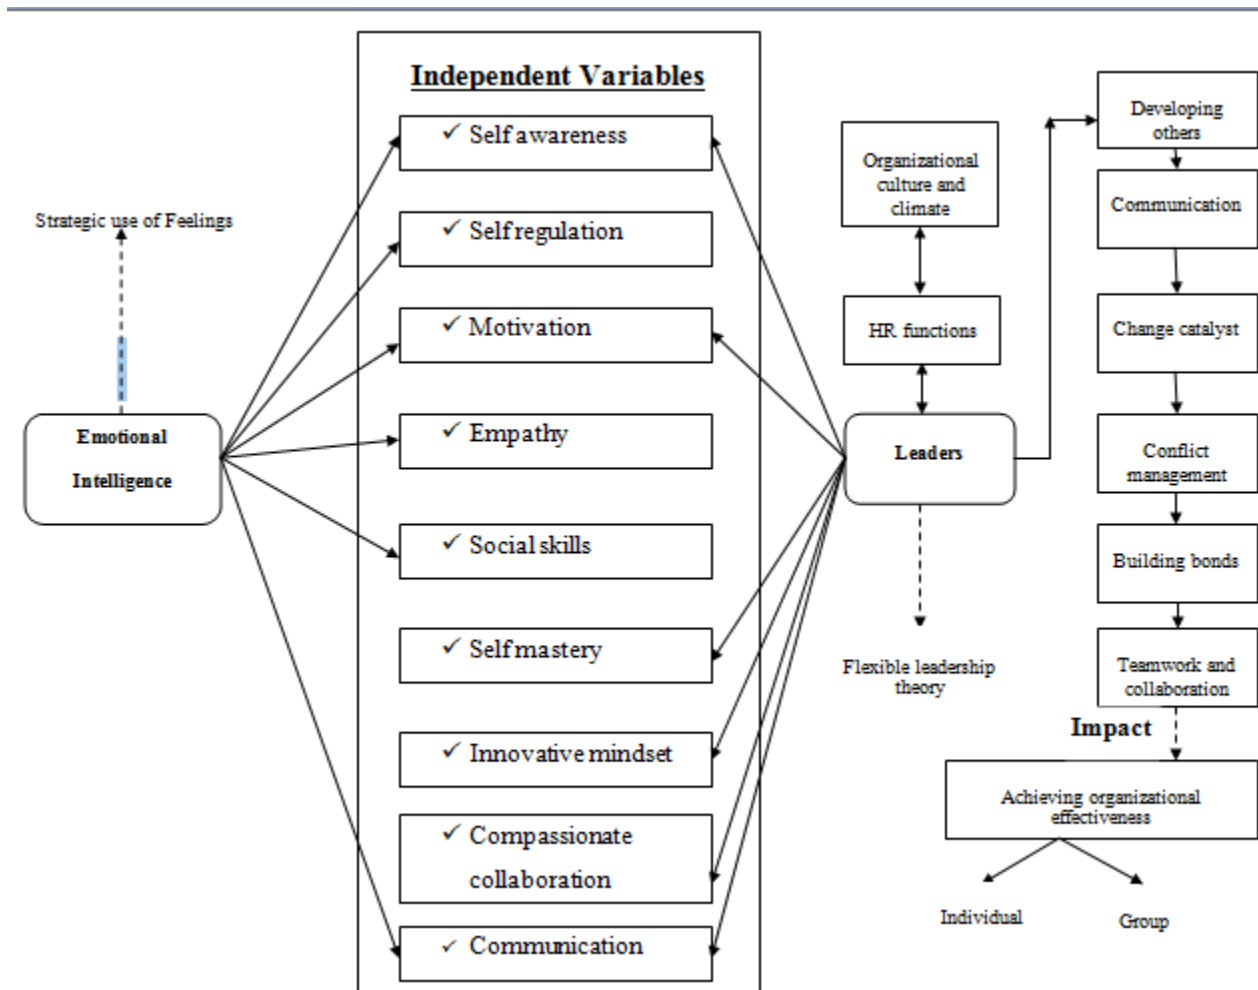 Independent Variables
✓ Self awareness
✓ Self regulation
✓ Motivation
✓ Empathy
✓ Social skills
✓ Self mastery
✓ Innovative mindset
✓ Compassionate
collaboration
✓ Communication
Strategic use of Feelings
Emotional
Intelligence
Organizational
culture and
climate
HR functions
Leaders
Flexible leadership
theory
Developing
others
Communication
Change catalyst
Conflict
management
Building bonds
Teamwork and
collaboration
Impact
Achieving organizational
effectiveness
Individual
Group